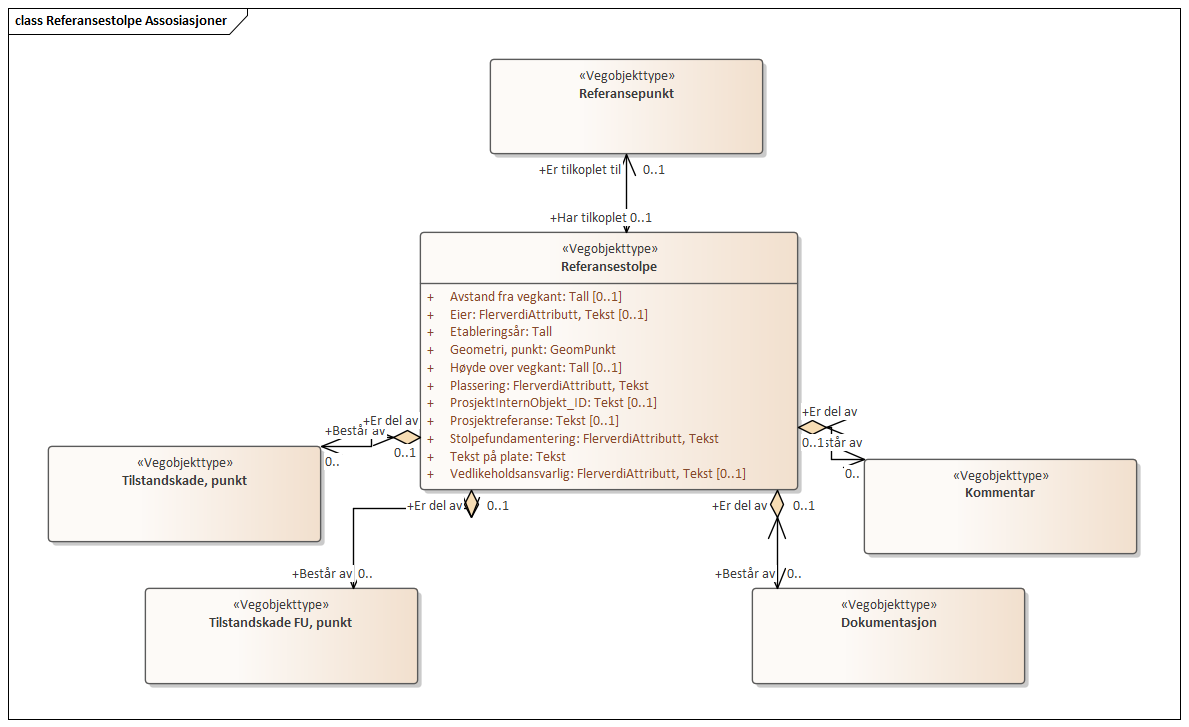 class Referansestolpe Assosiasjoner
«Vegobjekttype»
Referansepunkt
+Er tilkoplet til 0..1
+Har tilkoplet 0..1
«Vegobjekttype»
Referansestolpe
+ Avstand fra vegkant: Tall [0..1]
+ Eier: FlerverdiAttributt, Tekst [0..1]
+ Etableringsår: Tall
+ Geometri, punkt: GeomPunkt
+ Høyde over vegkant: Tall [0..1]
+ Plassering: FlerverdiAttributt, Tekst
+ ProsjektInternObjekt_ID: Tekst [0..1]
+ Prosjektreferanse: Tekst [0..1]
+ Stolpefundamentering: FlerverdiAttributt, Tekst
+ Tekst på plate: Tekst
+ Vedlikeholdsansvarlig: FlerverdiAttributt, Tekst [0..1]
+Er del av
+Består av
0..1
0..
«Vegobjekttype»
Tilstandskade, punkt
+Er del av
0..1 står av
0..
«Vegobjekttype»
Kommentar
+Er del av 0..1
+Består av 0..
«Vegobjekttype»
Tilstandskade FU, punkt
+Er del av 0..1
+Består av 0..
«Vegobjekttype»
Dokumentasjon